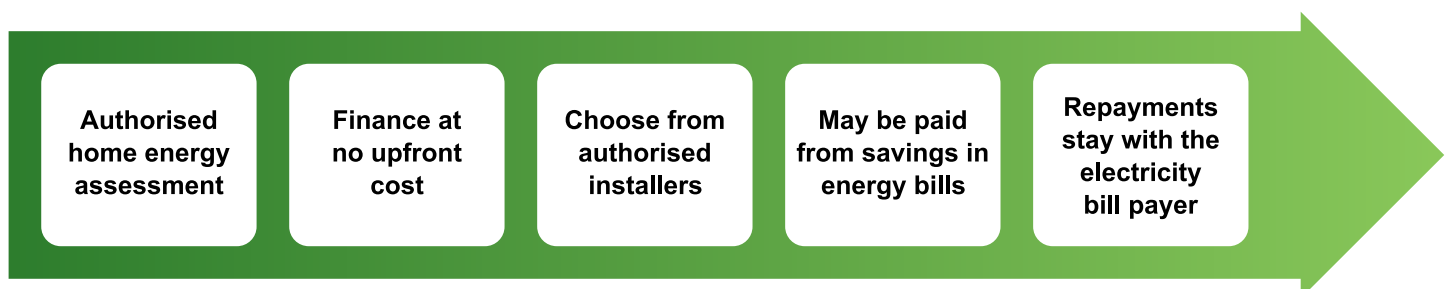 Authorised
home energy
assessment
Finance at
no upfront
cost
Choose from
authorised
installers
May be paid
from savings in
energy bills
Repayments
stay with the
electricity
bill payer